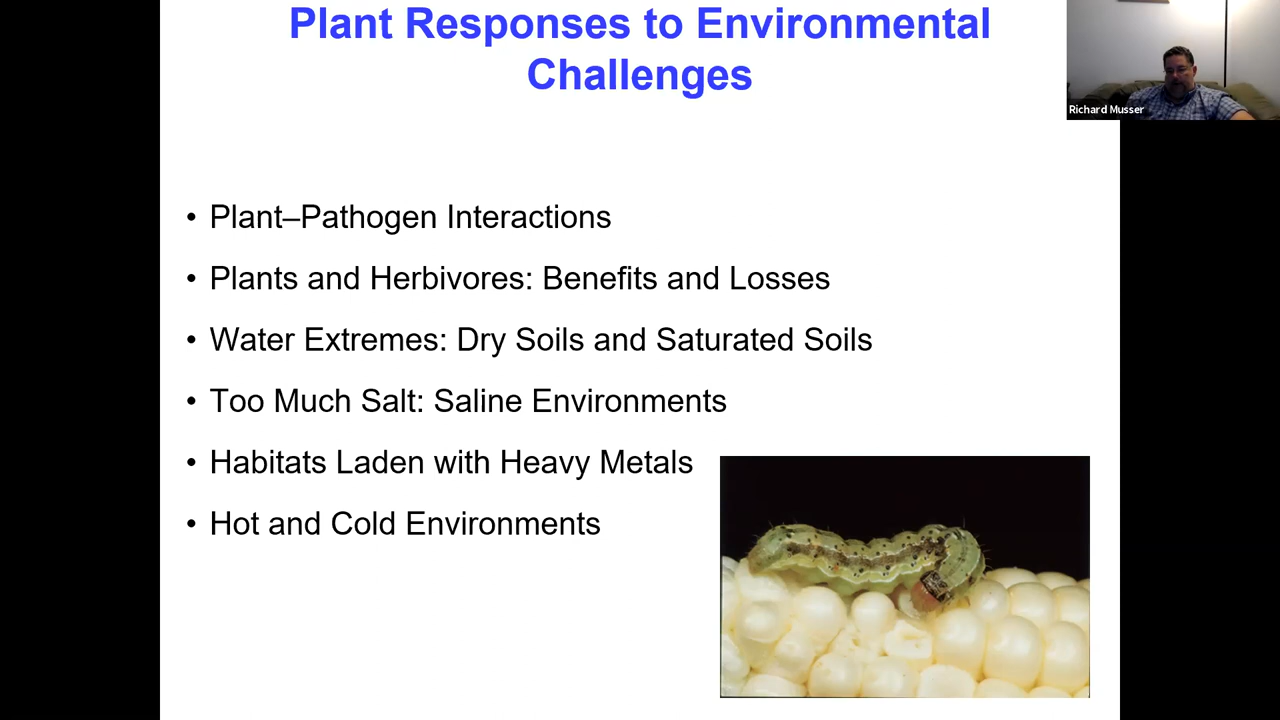 Plant Responses to Environmental
Challenges
Richard Musser
• Plant–Pathogen Interactions
• Plants and Herbivores: Benefits and Losses
• Water Extremes: Dry Soils and Saturated Soils
• Too Much Salt: Saline Environments
• Habitats Laden with Heavy Metals
• Hot and Cold Environments